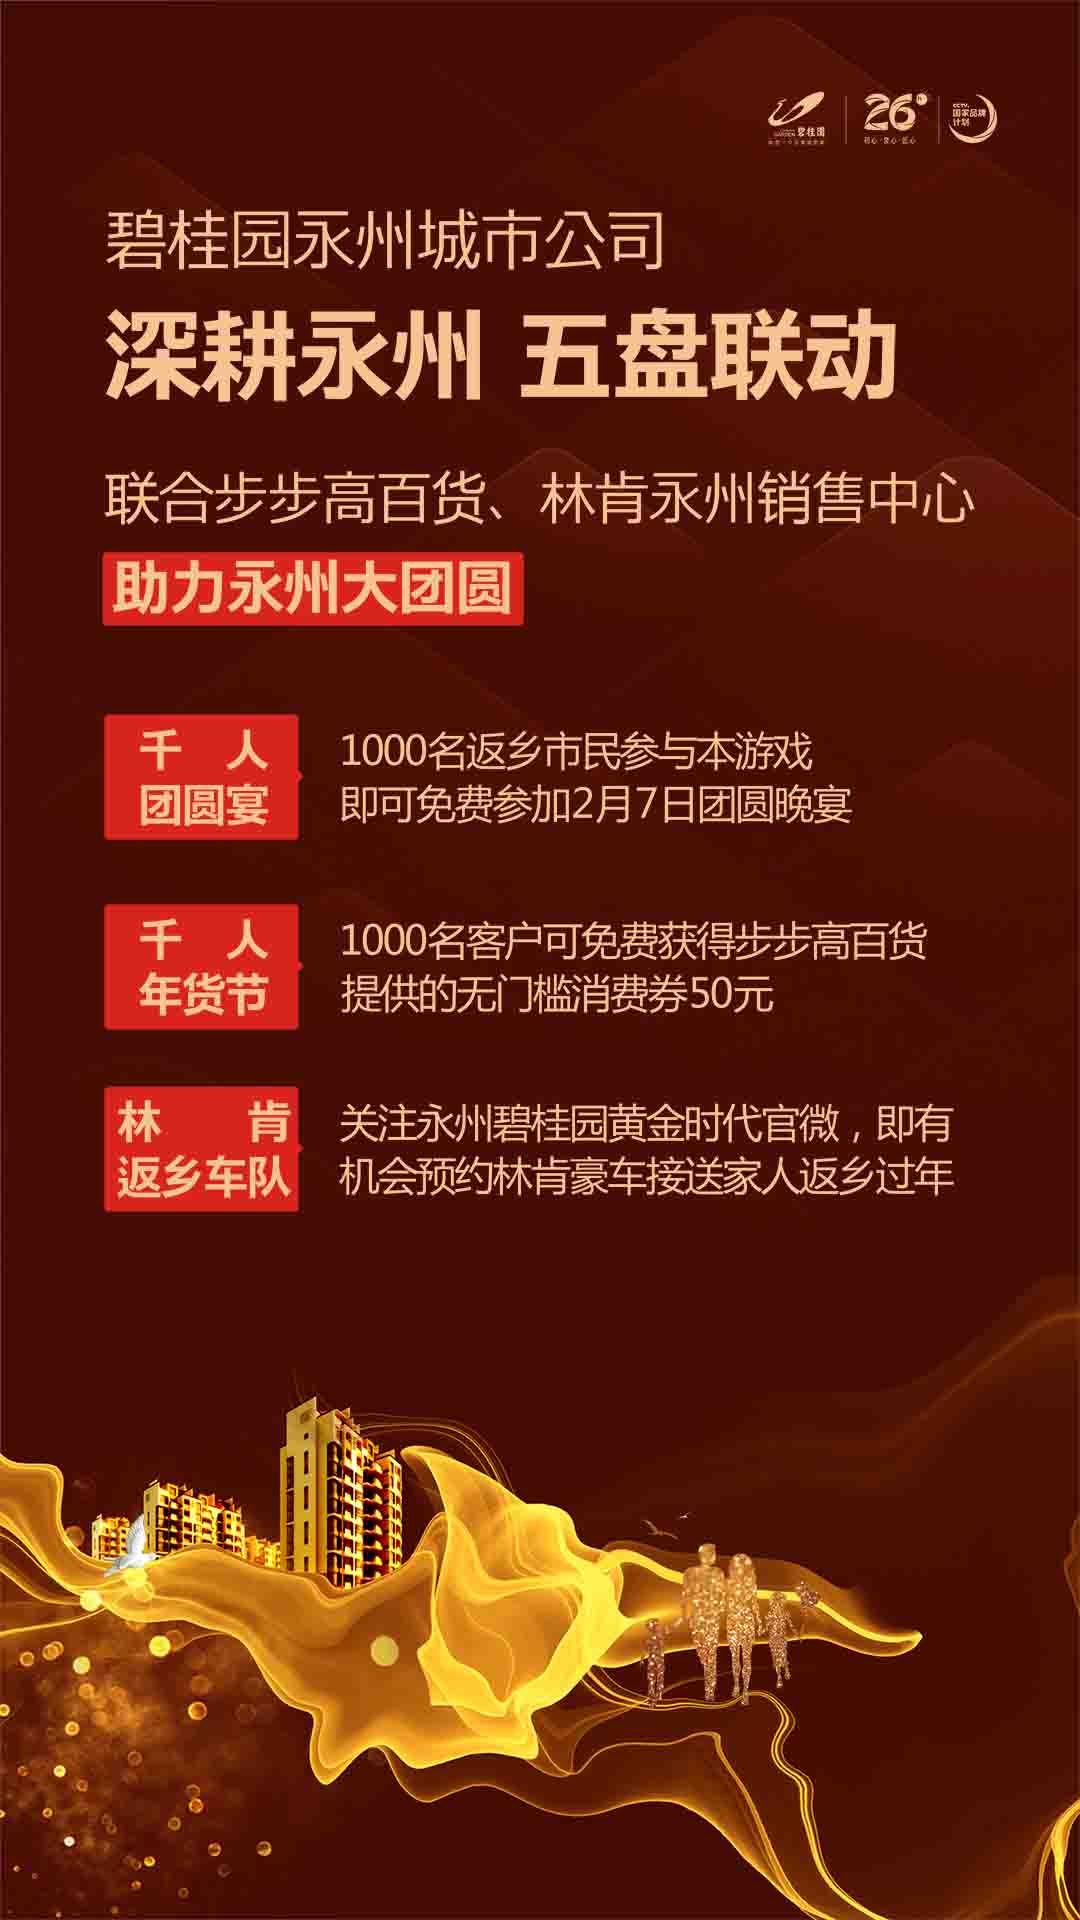 碧桂園
GARDEN
26
CCTV.
国家品牌
计划
初心·良心·匠心
碧桂园永州城市公司
深耕永州 五盘联动
联合步步高百货、林肯永州销售中心
助力永州大团圆
千 人
团圆宴
1000名返乡市民参与本游戏
即可免费参加2月7日团圆晚宴
千 人
年货节
1000名客户可免费获得步步高百货
提供的无门槛消费券50元
林 肯
返乡车队
关注永州碧桂园黄金时代官微，即有
机会预约林肯豪车接送家人返乡过年